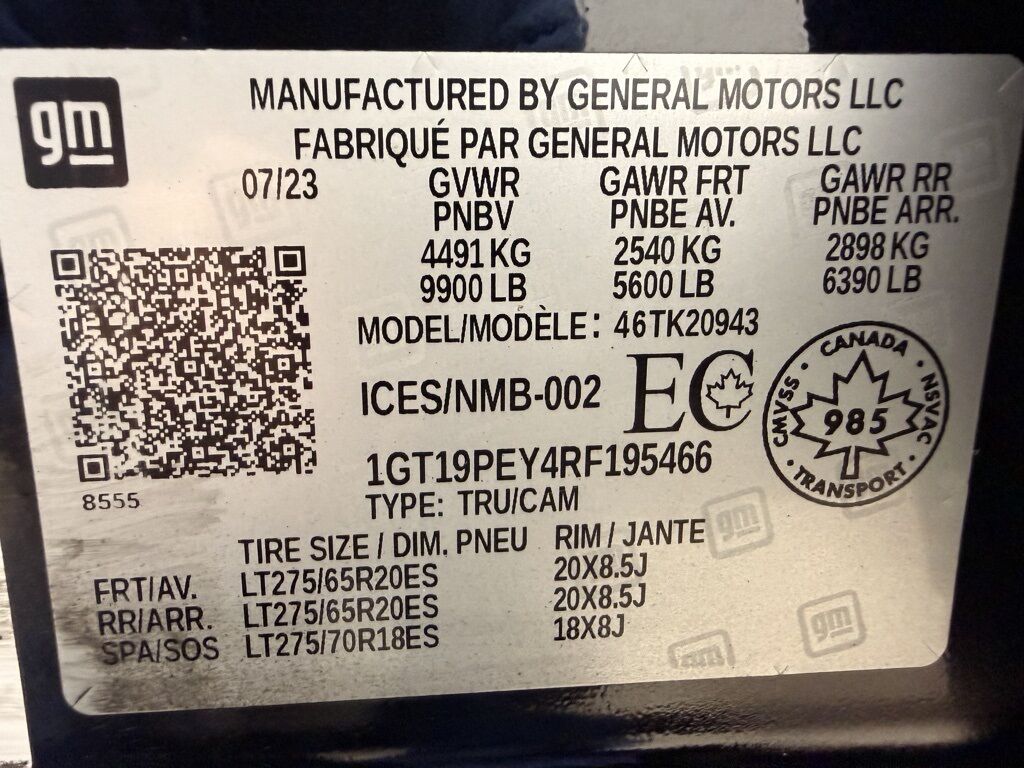 gm
MANUFACTURED BY GENERAL MOTORS LLC
FABRIQUÉ PAR GENERAL MOTORS LLC
07/23 GVWR GAWR FRT GAWR RR
PNBV PNBE AV. PNBE ARR.
4491 KG 2540 KG 2898 KG
9900 LB 5600 LB 6390 LB
MODEL/MODÈLE: 46TK20943
ICES/NMB-002 EC
CANADA
CMVSS 985 NSVAC
TRANSPORT
1GT19PEY4RF195466
8555
TYPE: TRU/CAM
TIRE SIZE / DIM. PNEU RIM / JANTE
FRT/AV. LT275/65R20ES 20X8.5J
RR/ARR. LT275/65R20ES 20X8.5J
SPA/SOS LT275/70R18ES 18X8J
gm
gm